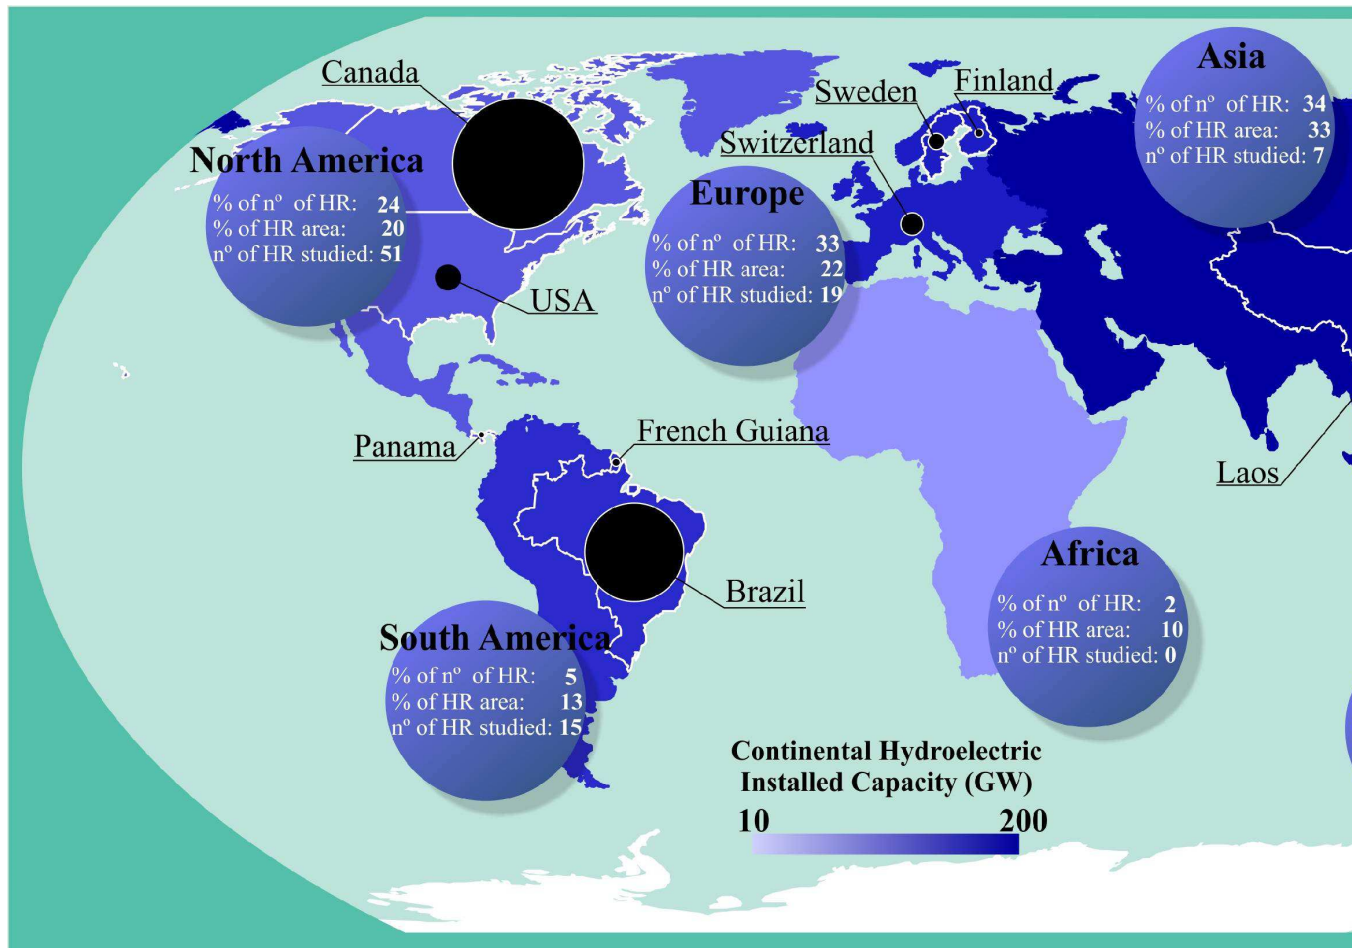 Canada
Sweden
Finland
Switzerland
Asia
% of nº of HR: 34
% of HR area: 33
nº of HR studied: 7
North America
% of nº of HR: 24
% of HR area: 20
nº of HR studied: 51
Europe
% of nº of HR: 33
% of HR area: 22
nº of HR studied: 19
USA
Panama
French Guiana
Laos
Brazil
Africa
% of nº of HR: 2
% of HR area: 10
nº of HR studied: 0
South America
% of nº of HR: 5
% of HR area: 13
nº of HR studied: 15
Continental Hydroelectric
Installed Capacity (GW)
10 200